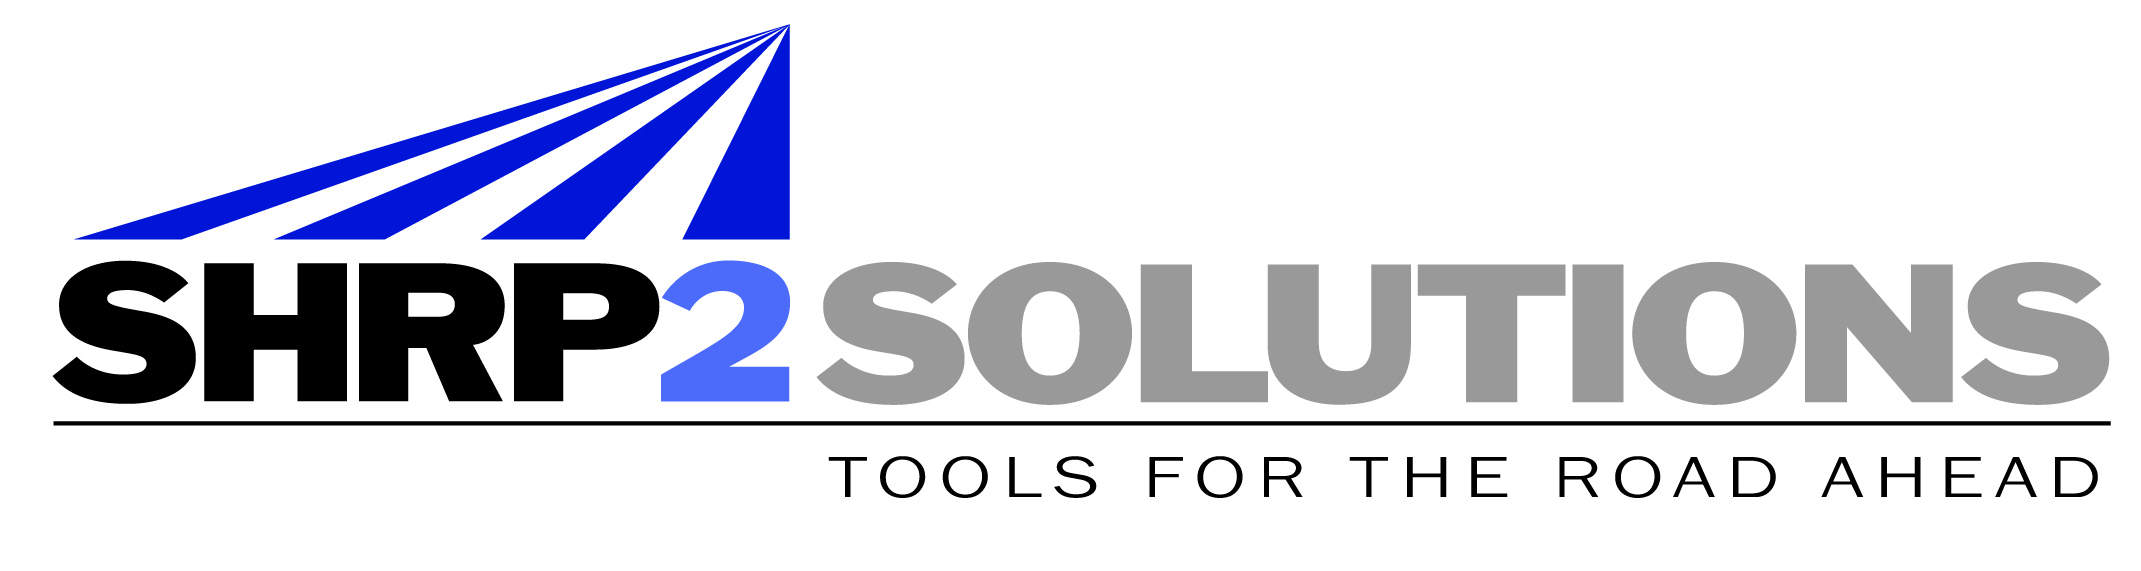 SHRP2SOLUTIONS
TOOLS FOR THE ROAD AHEAD